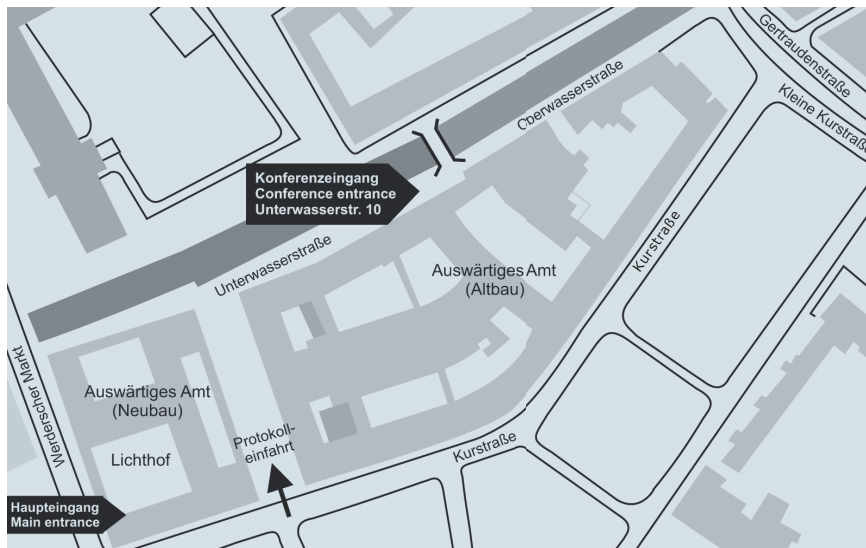 Gertraudenstraße
Kleine Kurstraße
Oberwasserstraße
Konferenzeingang
Conference entrance
Unterwasserstr. 10
Kurstraße
Unterwasserstraße
Auswärtiges Amt
(Altbau)
Werderscher Markt
Auswärtiges Amt
(Neubau)
Lichthof
Protokoll-
einfahrt
Kurstraße
Haupteingang
Main entrance